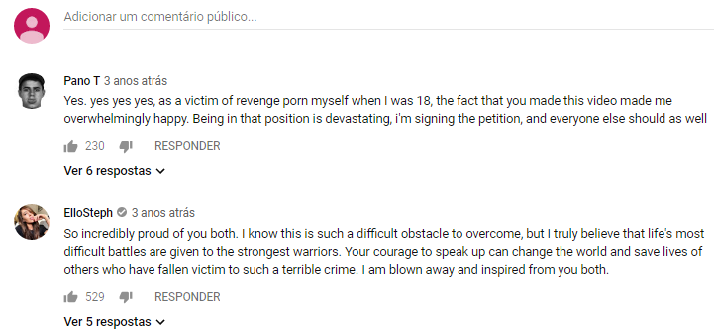 Adicionar um comentário público...
Pano T 3 anos atrás
Yes. yes yes yes, as a victim of revenge porn myself when I was 18, the fact that you made this video made me
overwhelmingly happy. Being in that position is devastating, i'm signing the petition, and everyone else should as well
230 RESPONDER
Ver 6 respostas
ElloSteph 3 anos atrás
So incredibly proud of you both. I know this is such a difficult obstacle to overcome, but I truly believe that life's most
difficult battles are given to the strongest warriors. Your courage to speak up can change the world and save lives of
others who have fallen victim to such a terrible crime. I am blown away and inspired from you both.
529 RESPONDER
Ver 5 respostas